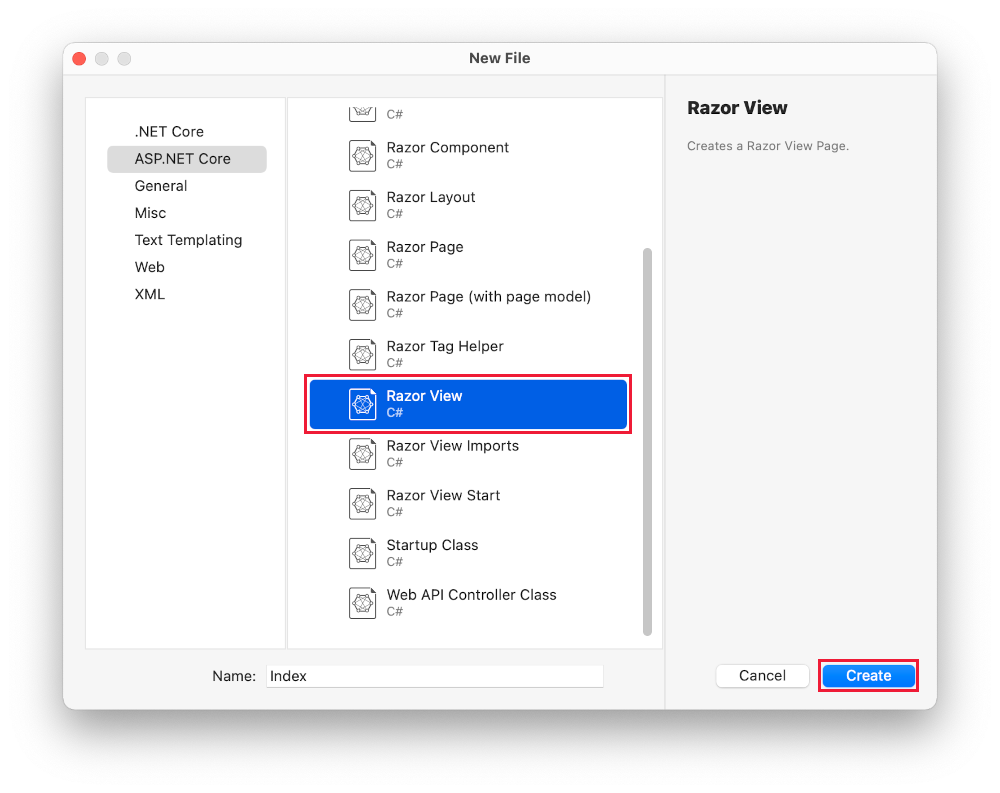 New File
.NET Core
ASP.NET Core
General
Misc
Text Templating
Web
XML
C#
Razor Component
C#
Razor Layout
C#
Razor Page
C#
Razor Page (with page model)
C#
Razor Tag Helper
C#
Razor View
C#
Razor View Imports
C#
Razor View Start
C#
Startup Class
C#
Web API Controller Class
C#
Razor View
Creates a Razor View Page.
Name: Index
Cancel
Create